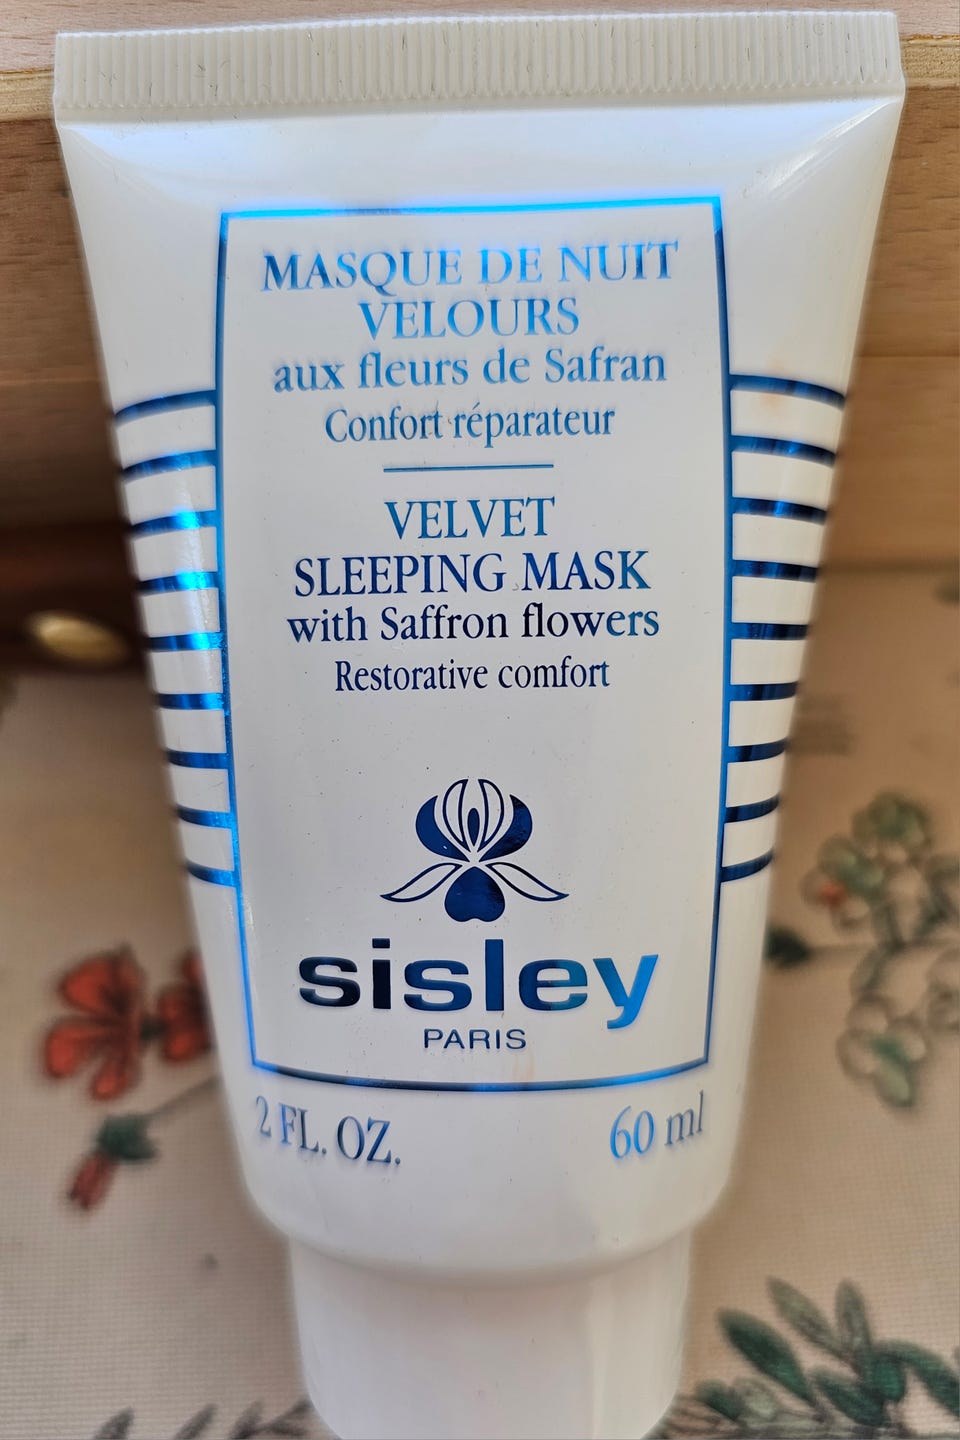 MASQUE DE NUIT
VELOURS
aux fleurs de Safran
Confort réparateur
VELVET
SLEEPING MASK
with Saffron flowers
Restorative comfort
sisley
PARIS
2 FL. OZ.
60 ml